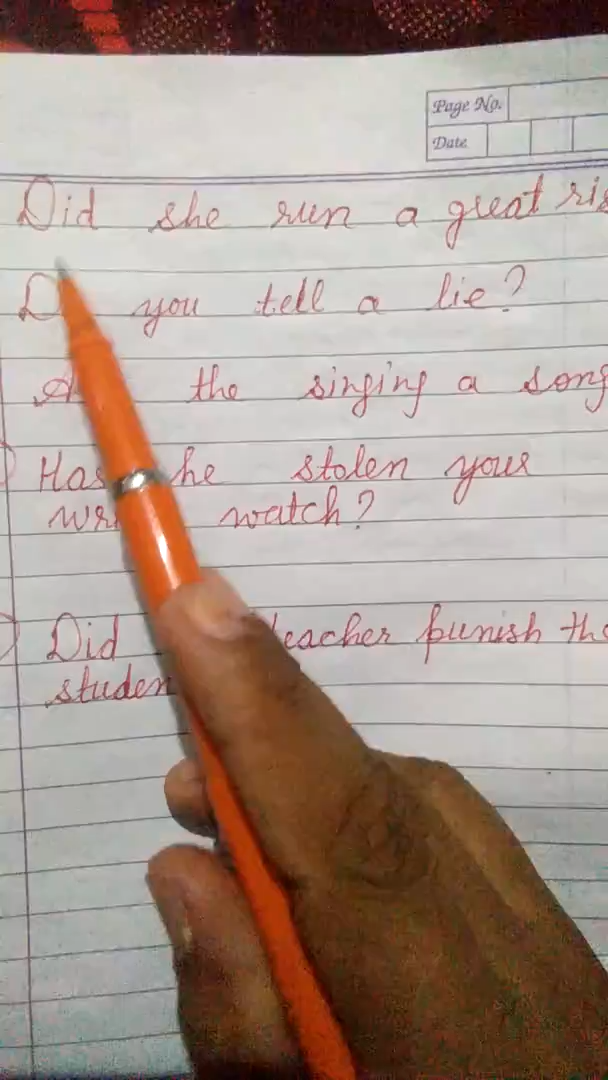 Page No.
Date
Did she run a great
you tell a lie?
the singing a song
Has he stolen your
watch?
Did teacher punish the